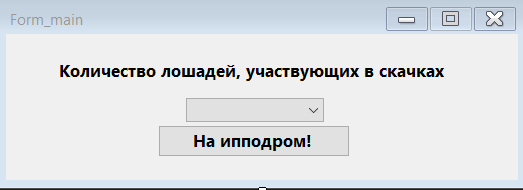 Form_main
Количество лошадей, участвующих в скачках
На ипподром!